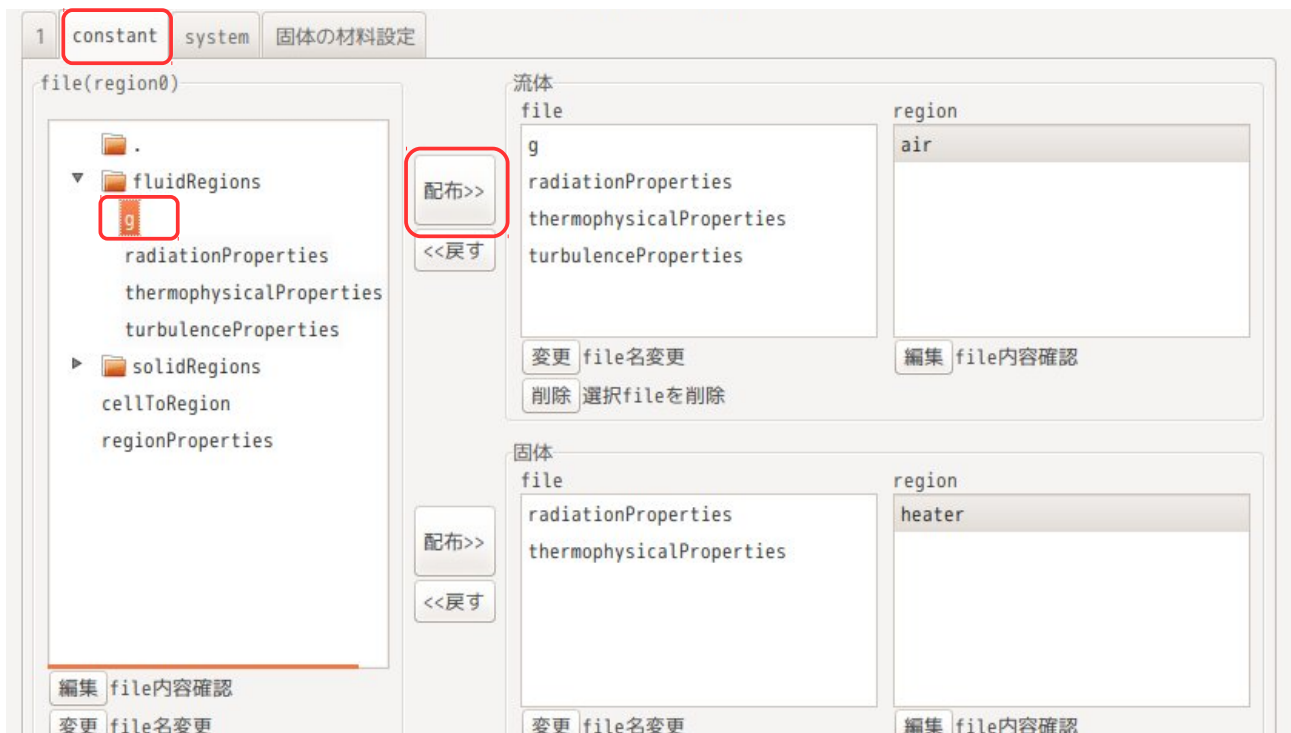 1 constant system 固体の材料設定
file(region0)
.
fluidRegions
g
radiationProperties
thermophysicalProperties
turbulenceProperties
solidRegions
cellToRegion
regionProperties
編集 file内容確認
変更 file名変更
配布>>
<<戻す
流体
file
g
radiationProperties
thermophysicalProperties
turbulenceProperties
変更 file名変更
削除 選択fileを削除
region
air
編集 file内容確認
配布>>
<<戻す
固体
file
radiationProperties
thermophysicalProperties
変更 file名変更
region
heater
編集 file内容確認